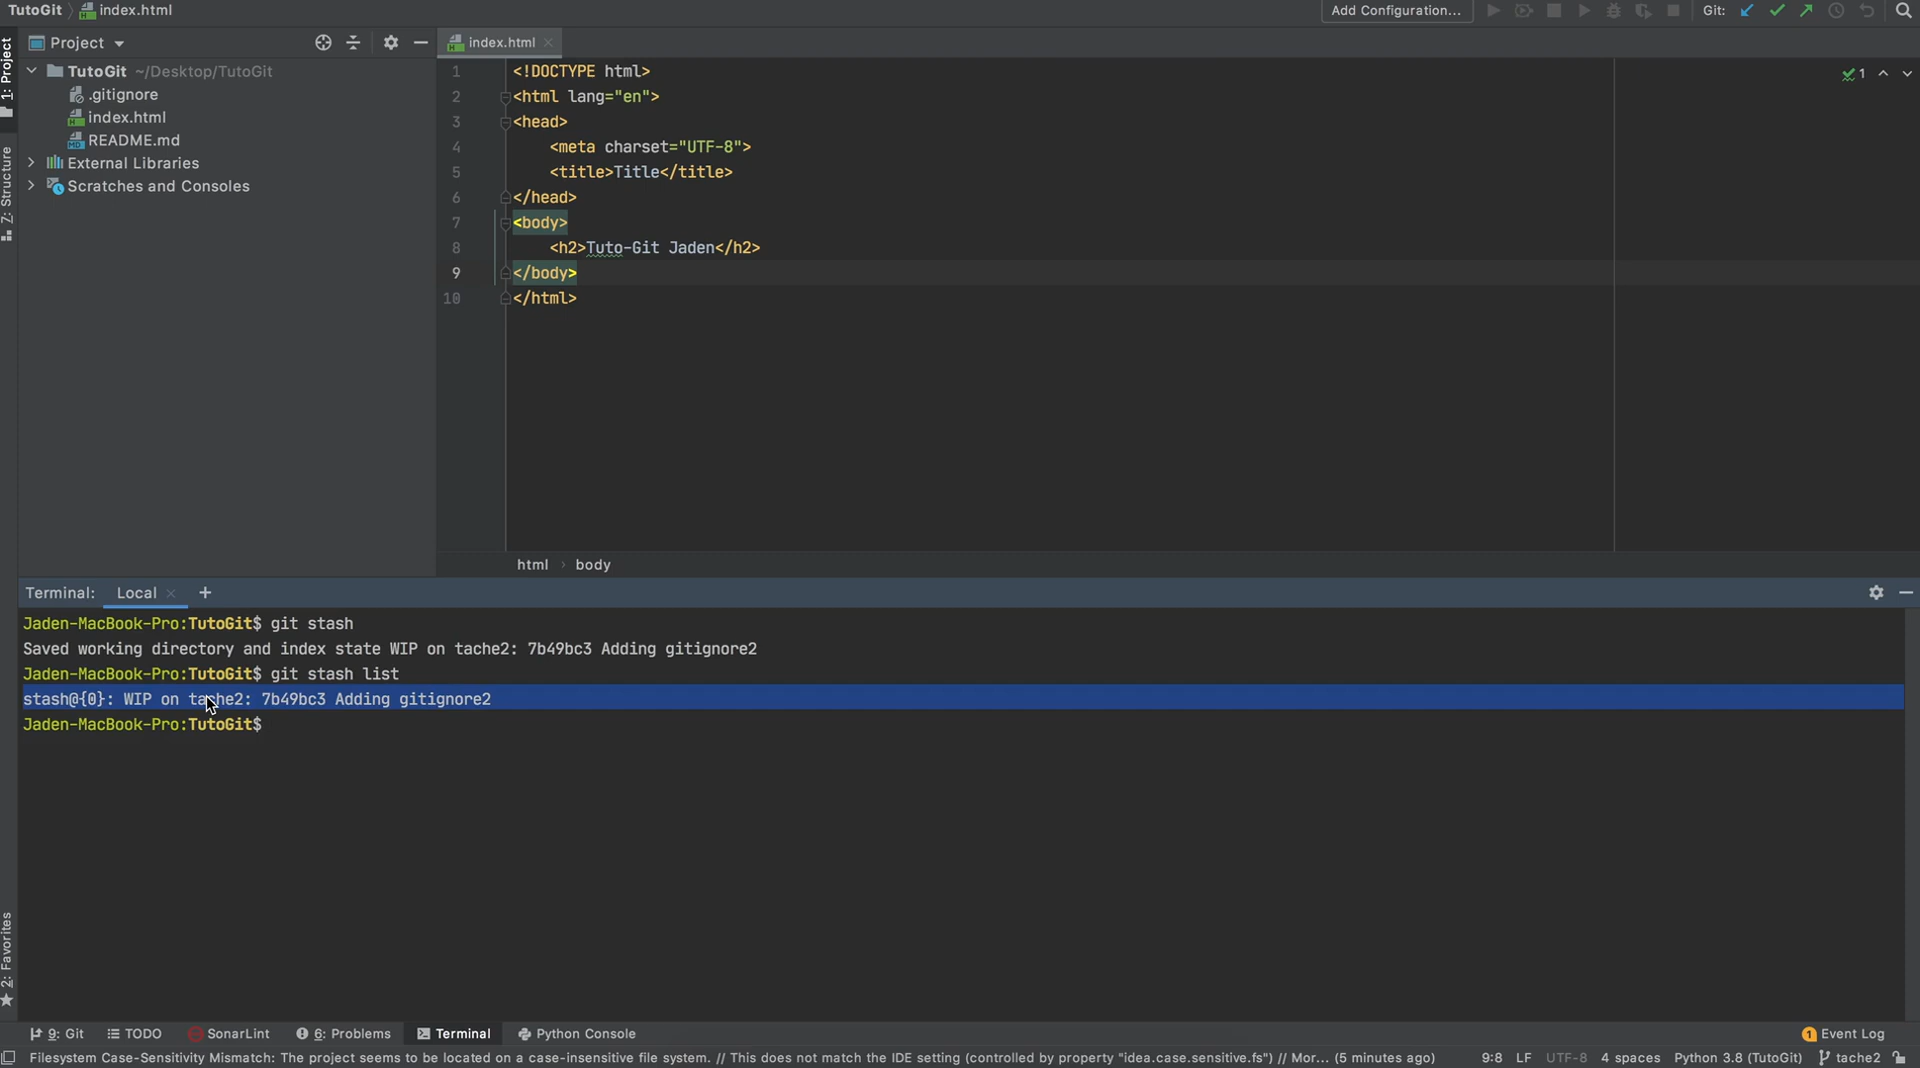 TutoGit › index.html
Add Configuration...
Git:
1: Project
Project
index.html
TutoGit ~/Desktop/TutoGit
.gitignore
index.html
README.md
External Libraries
Scratches and Consoles
Z: Structure
1 <!DOCTYPE html>
2 <html lang="en">
3 <head>
4 <meta charset="UTF-8">
5 <title>Title</title>
6 </head>
7 <body>
8 <h2>Tuto-Git Jaden</h2>
9 </body>
10 </html>
1
html › body
Terminal: Local × +
Jaden-MacBook-Pro:TutoGit$ git stash
Saved working directory and index state WIP on tache2: 7b49bc3 Adding gitignore2
Jaden-MacBook-Pro:TutoGit$ git stash list
stash@{0}: WIP on tache2: 7b49bc3 Adding gitignore2
Jaden-MacBook-Pro:TutoGit$
2: Favorites
9: Git
TODO
SonarLint
6: Problems
Terminal
Python Console
1 Event Log
Filesystem Case-Sensitivity Mismatch: The project seems to be located on a case-insensitive file system. // This does not match the IDE setting (controlled by property "idea.case.sensitive.fs") // Mor... (5 minutes ago)
9:8 LF UTF-8 4 spaces Python 3.8 (TutoGit) tache2